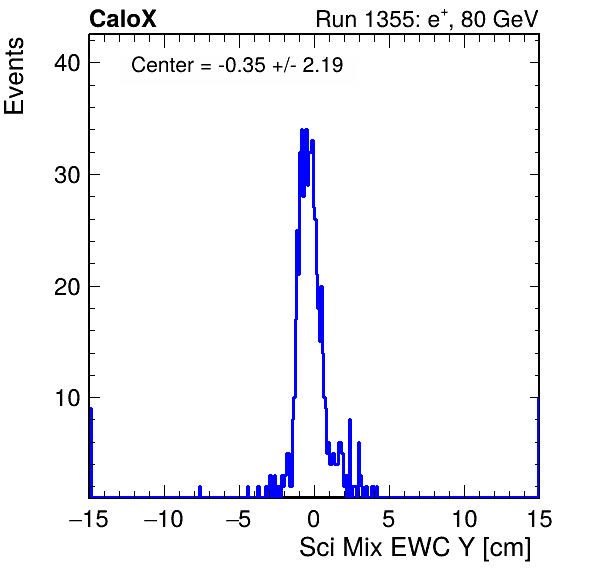 CaloX Run 1355: e⁺, 80 GeV
Events
Center = -0.35 +/- 2.19
40
30
20
10
−15 −10 −5 0 5 10 15
Sci Mix EWC Y [cm]